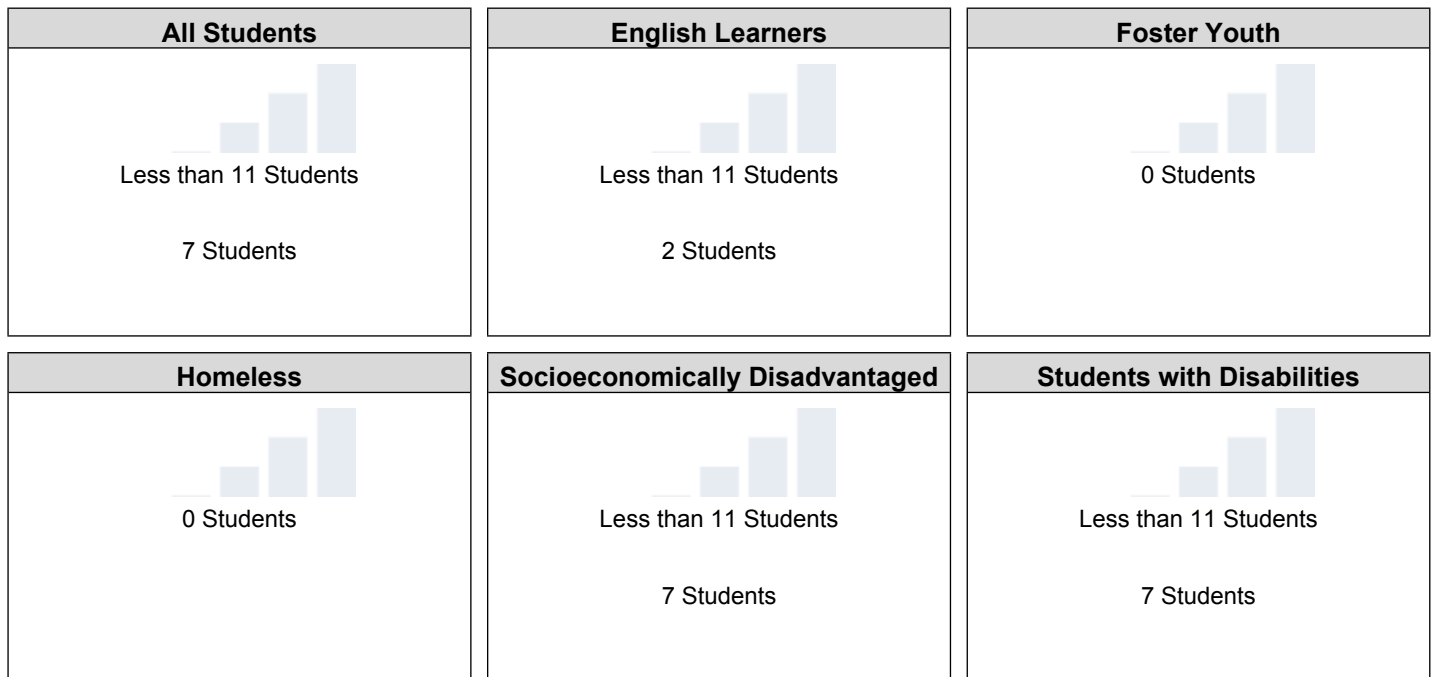 All Students
Less than 11 Students
7 Students
English Learners
Less than 11 Students
2 Students
Foster Youth
0 Students
Homeless
0 Students
Socioeconomically Disadvantaged
Less than 11 Students
7 Students
Students with Disabilities
Less than 11 Students
7 Students